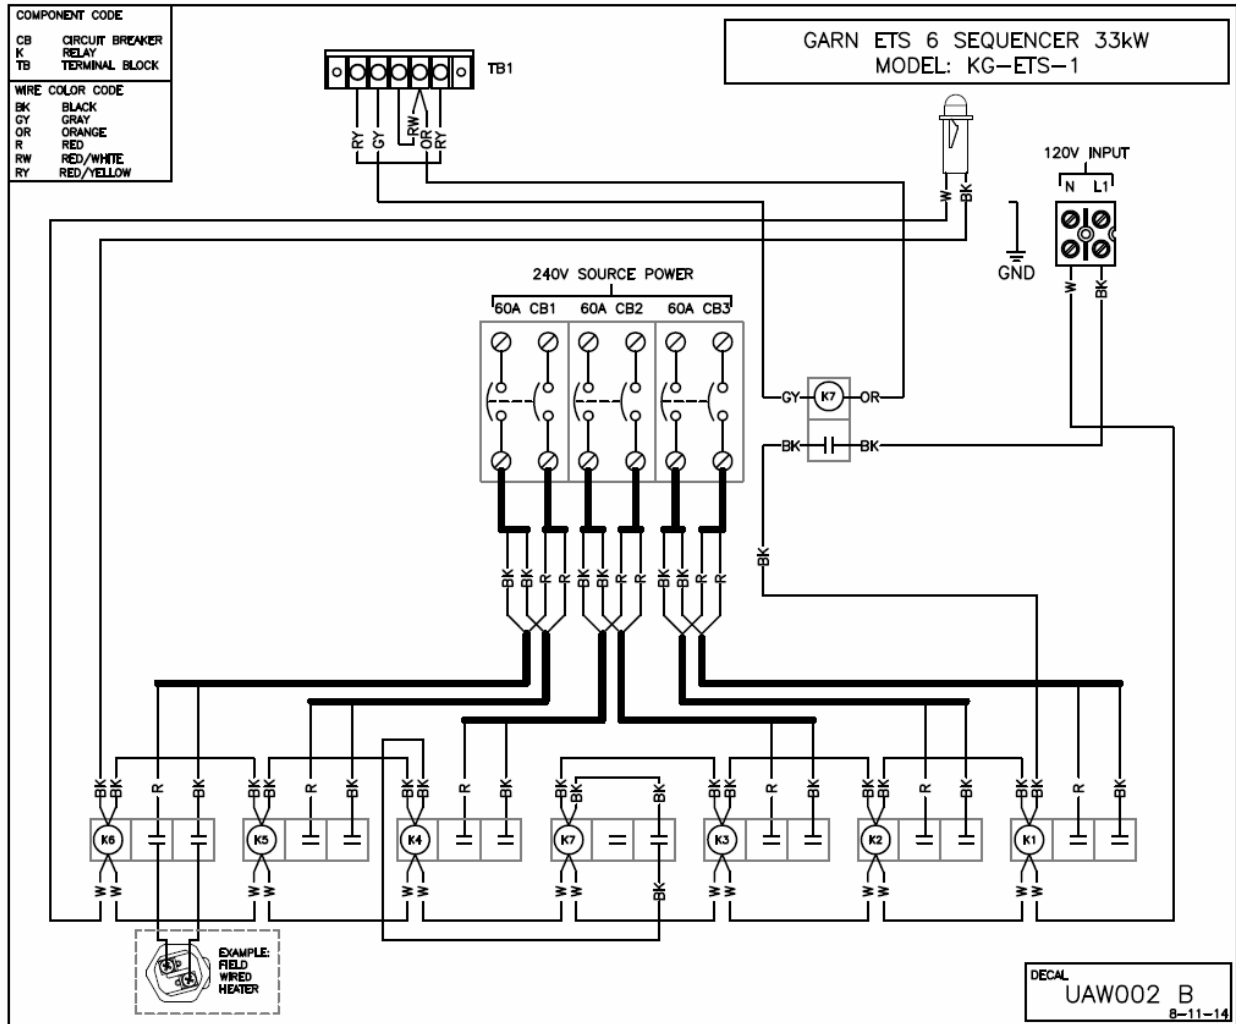 COMPONENT CODE
CB CIRCUIT BREAKER
K RELAY
TB TERMINAL BLOCK
WIRE COLOR CODE
BK BLACK
GY GRAY
OR ORANGE
R RED
RW RED/WHITE
RY RED/YELLOW
TB1
GARN ETS 6 SEQUENCER 33kW
MODEL: KG-ETS-1
RY GY RW OR RY
W BK
120V INPUT
N L1
GND
W BK
240V SOURCE POWER
60A CB1 60A CB2 60A CB3
GY K7 OR
BK BK
BK
BK BK R R BK BK R R BK BK R R
BK BK R BK BK BK R BK BK BK R BK BK BK BK BK BK R BK BK BK R BK BK BK R BK
K6 K5 K4 K7 K3 K2 K1
W W W W W W W W BK W W W W W W
EXAMPLE:
FIELD
WIRED
HEATER
DECAL
UAW002 B
8-11-14